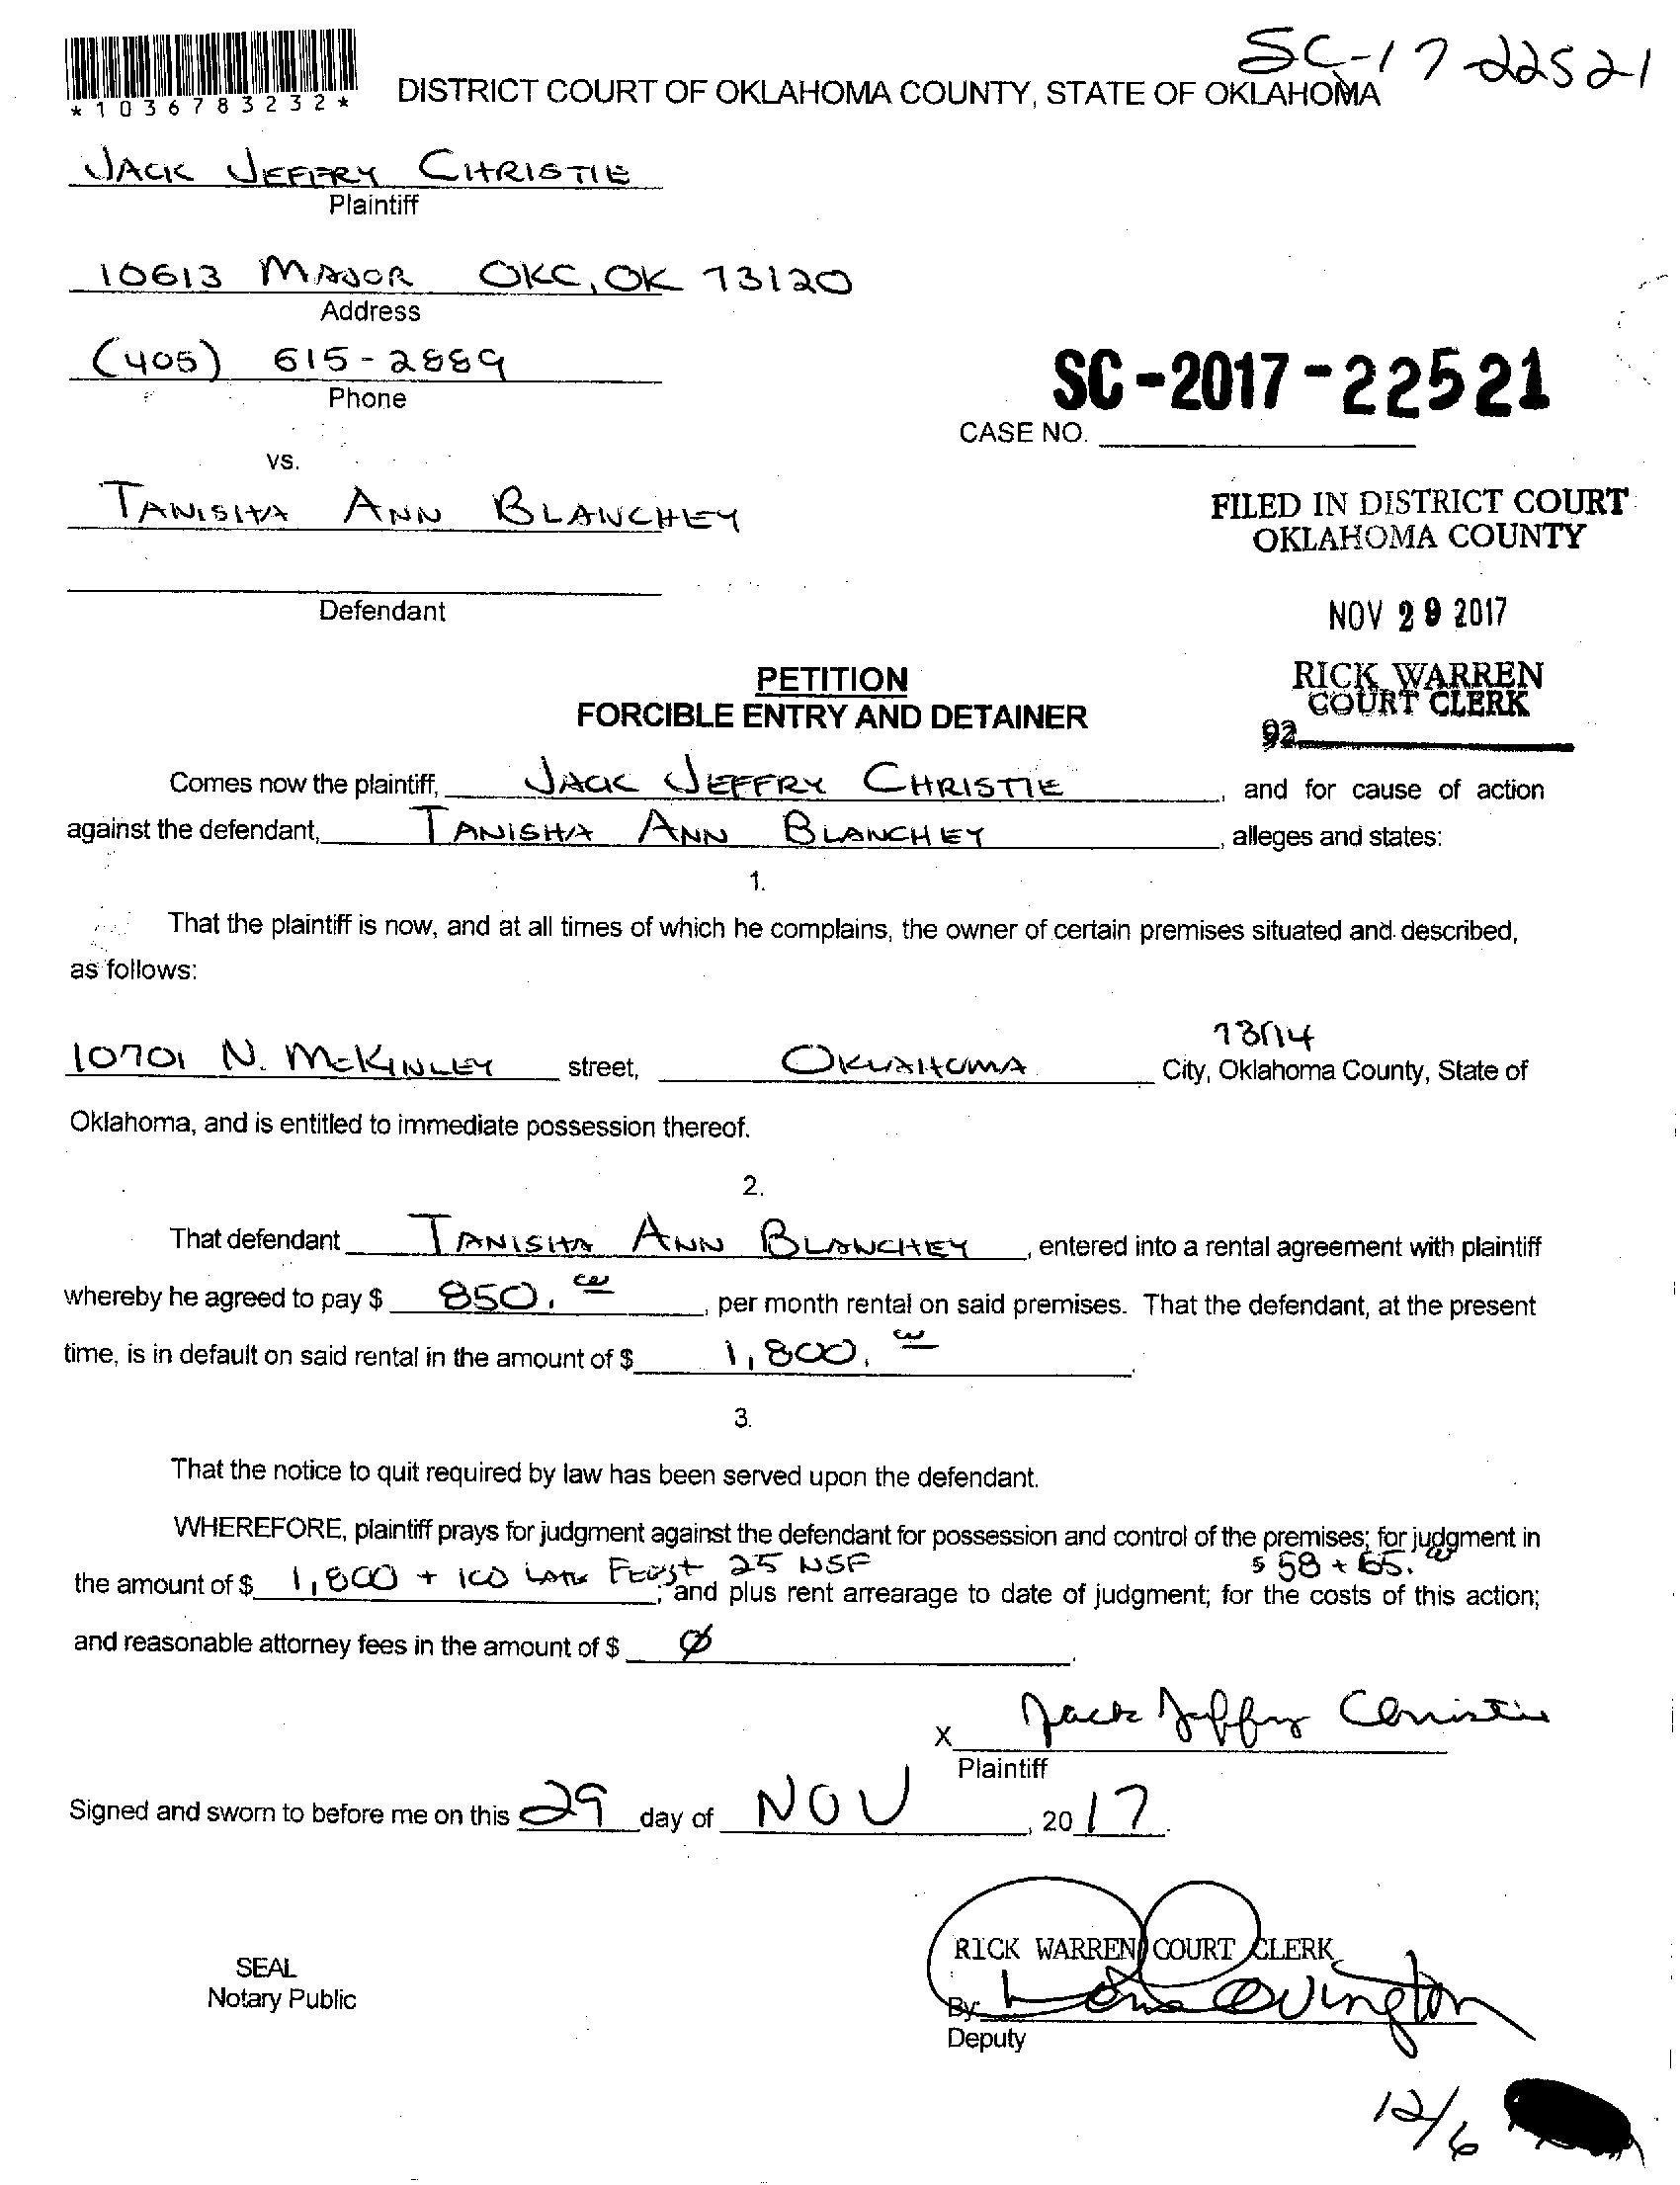 SC-17-22521
*1036783232*
DISTRICT COURT OF OKLAHOMA COUNTY, STATE OF OKLAHOMA
JACK JEFFRY CHRISTIE
Plaintiff
10613 MAJOR OKC, OK 73120
Address
(405) 615-2889
Phone
SC-2017-22521
CASE NO.
vs.
TANISHA ANN BLANCHEY
FILED IN DISTRICT COURT
OKLAHOMA COUNTY
Defendant
NOV 29 2017
PETITION
FORCIBLE ENTRY AND DETAINER
RICK WARREN
COURT CLERK
92
Comes now the plaintiff, JACK JEFFRY CHRISTIE, and for cause of action
against the defendant, TANISHA ANN BLANCHEY, alleges and states:
1.
That the plaintiff is now, and at all times of which he complains, the owner of certain premises situated and described,
as follows:
73114
10701 N. McKINLEY street, OKLAHOMA City, Oklahoma County, State of
Oklahoma, and is entitled to immediate possession thereof.
2.
That defendant TANISHA ANN BLANCHEY, entered into a rental agreement with plaintiff
whereby he agreed to pay $ 850.00, per month rental on said premises. That the defendant, at the present
time, is in default on said rental in the amount of $ 1,800.00.
3.
That the notice to quit required by law has been served upon the defendant.
WHEREFORE, plaintiff prays for judgment against the defendant for possession and control of the premises; for judgment in
$ 58 + 65.00
the amount of $ 1,800 + 100 LATE FEES + 25 NSF; and plus rent arrearage to date of judgment; for the costs of this action;
and reasonable attorney fees in the amount of $ Ø.
X Jack Jeffry Christie
Plaintiff
Signed and sworn to before me on this 29 day of NOV, 2017.
RICK WARREN COURT CLERK
SEAL
Notary Public
By: Covington
Deputy
12/6